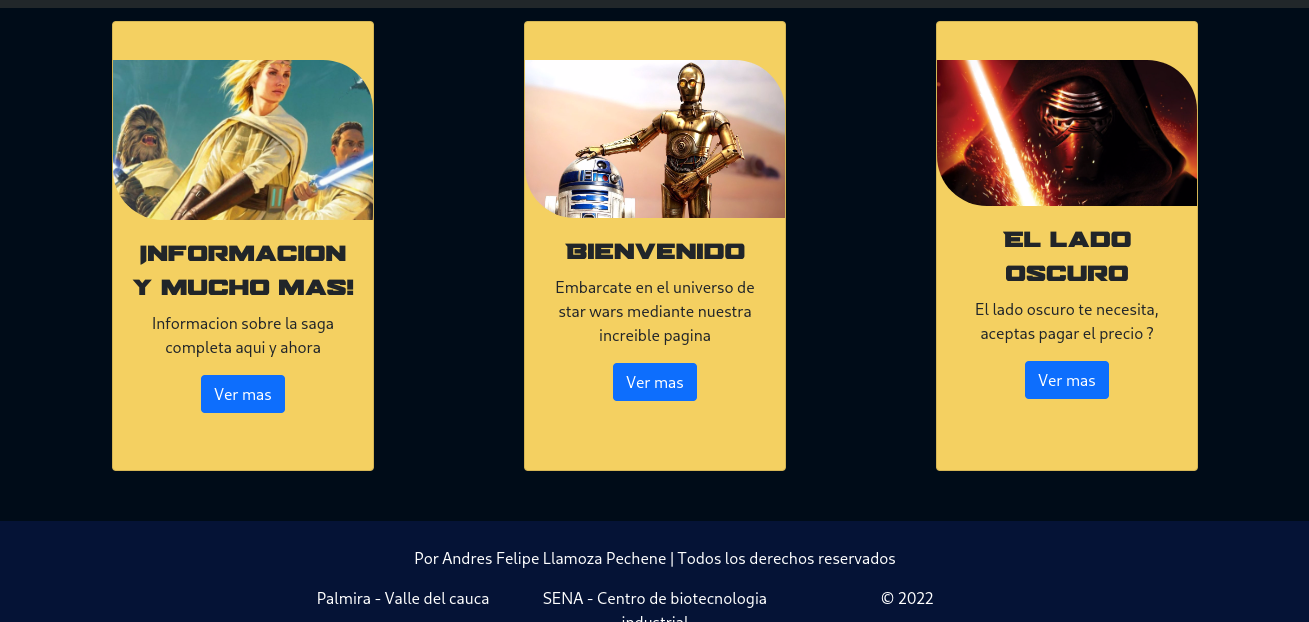 INFORMACION
Y MUCHO MAS!
Informacion sobre la saga
completa aqui y ahora
Ver mas
BIENVENIDO
Embarcate en el universo de
star wars mediante nuestra
increible pagina
Ver mas
EL LADO
OSCURO
El lado oscuro te necesita,
aceptas pagar el precio ?
Ver mas
Por Andres Felipe Llamoza Pechene | Todos los derechos reservados
Palmira - Valle del cauca
SENA - Centro de biotecnologia
industrial
© 2022